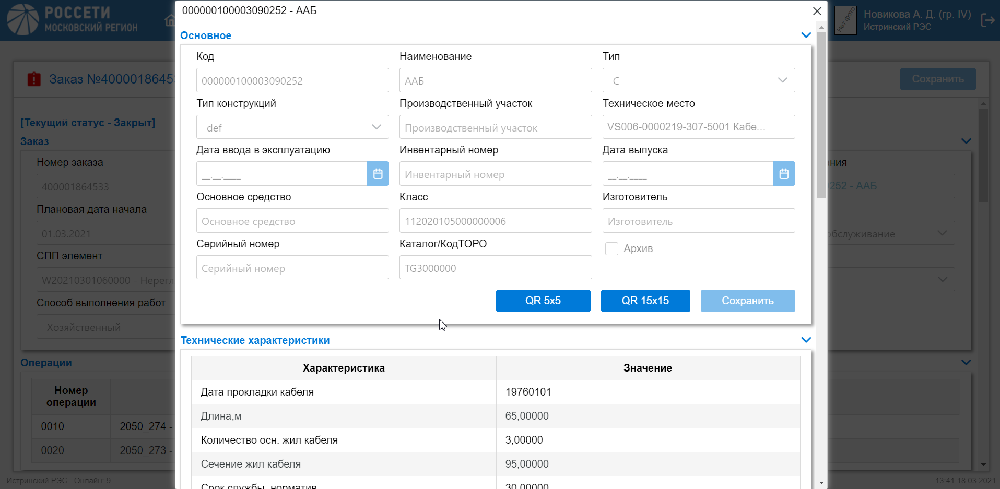 РОССЕТИ
МОСКОВСКИЙ РЕГИОН
000000100003090252 - ААБ
Нет фото
Новикова А. Д. (гр. IV)
Истринский РЭС
Заказ №40000186453
Сохранить
[Текущий статус - Закрыт]
Заказ
Номер заказа
400001864533
Плановая дата начала
01.03.2021
СПП элемент
W20210301060000 - Нерегл
Способ выполнения работ
Хозяйственный
Операции
Номер операции
0010
2050_274 -
0020
2050_273 -
Основное
Код
Наименование
Тип
000000100003090252
ААБ
C
Тип конструкций
Производственный участок
Техническое место
def
Производственный участок
VS006-0000219-307-5001 Кабе...
Дата ввода в эксплуатацию
Инвентарный номер
Дата выпуска
__.__.____
Инвентарный номер
__.__.____
Основное средство
Класс
Изготовитель
Основное средство
112020105000000006
Изготовитель
Серийный номер
Каталог/КодТОРО
Архив
Серийный номер
TG3000000
QR 5x5
QR 15x15
Сохранить
Технические характеристики
Характеристика
Значение
Дата прокладки кабеля
19760101
Длина,м
65,00000
Количество осн. жил кабеля
3,00000
Сечение жил кабеля
95,00000
Срок службы, норматив
30,00000
ания
252 - ААБ
обслуживание
Истринский РЭС . Онлайн: 9
13:41 18.03.2021